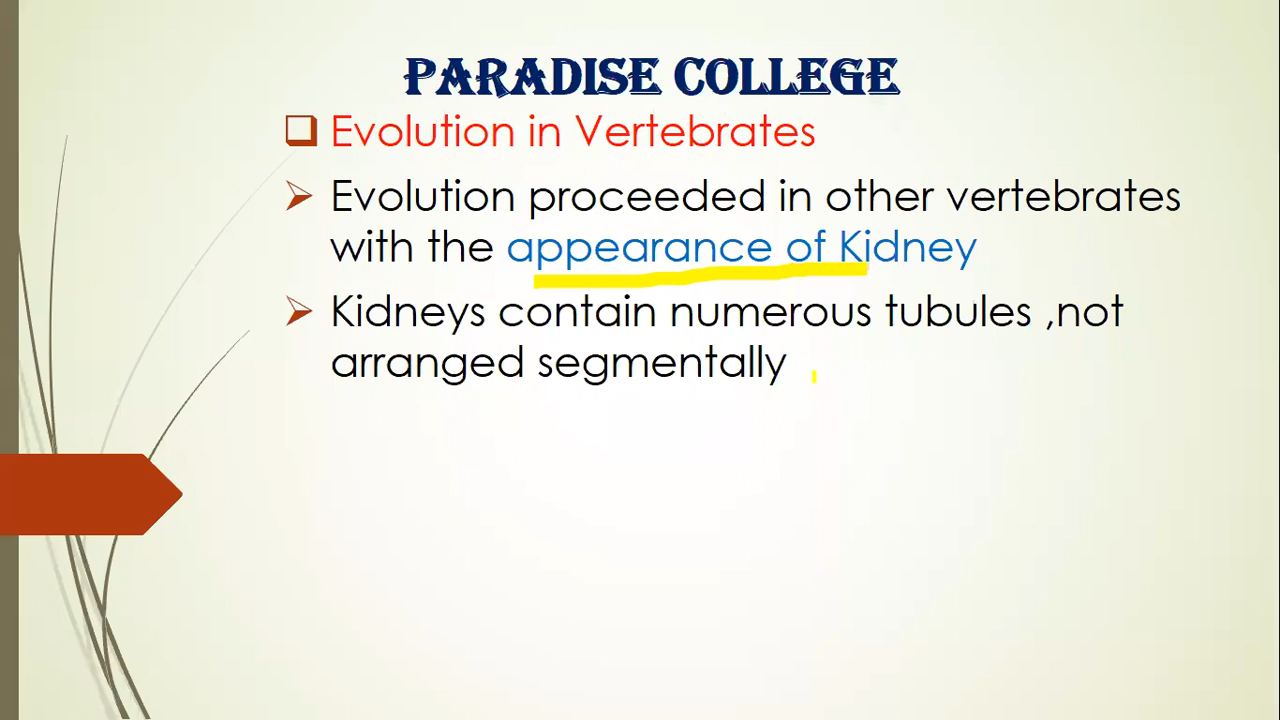 PARADISE COLLEGE
Evolution in Vertebrates
Evolution proceeded in other vertebrates
with the appearance of Kidney
Kidneys contain numerous tubules ,not
arranged segmentally